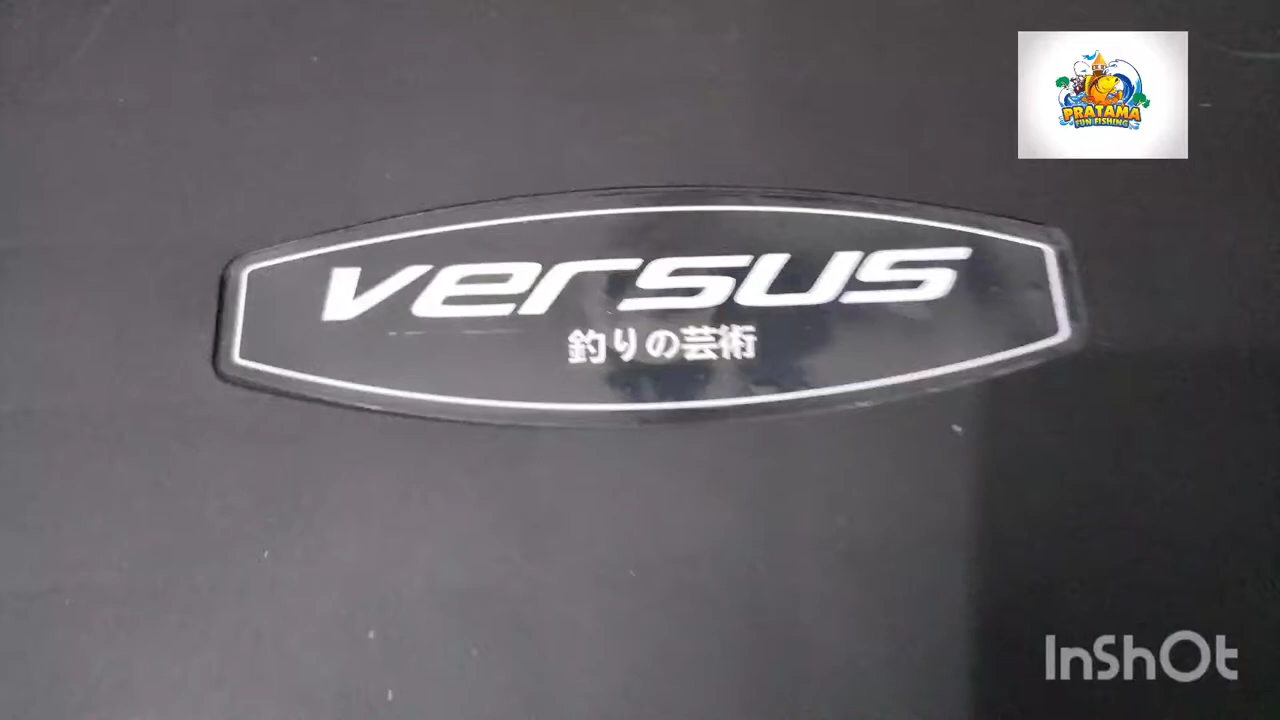 PRATAMA
FUN FISHING
versus
釣りの芸術
InShOt